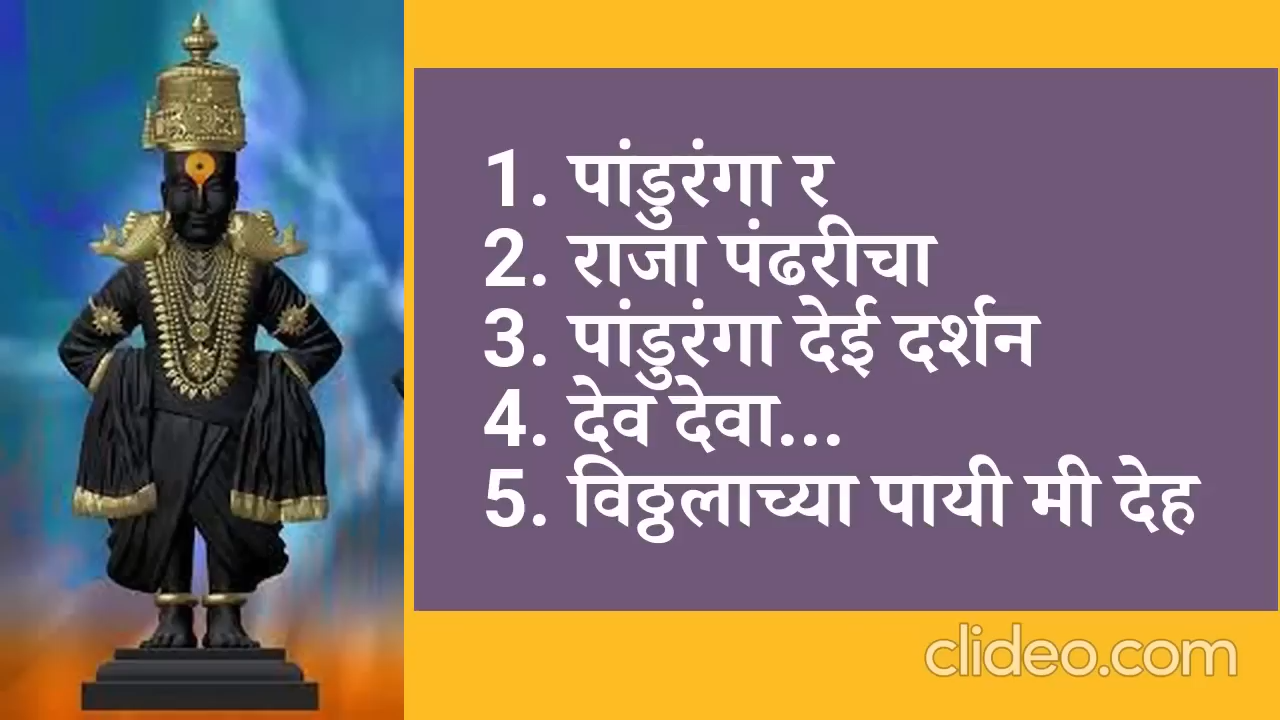 1. पांडुरंगा र
2. राजा पंढरीचा
3. पांडुरंगा देई दर्शन
4. देव देवा...
5. विठ्ठलाच्या पायी मी देह
clideo.com